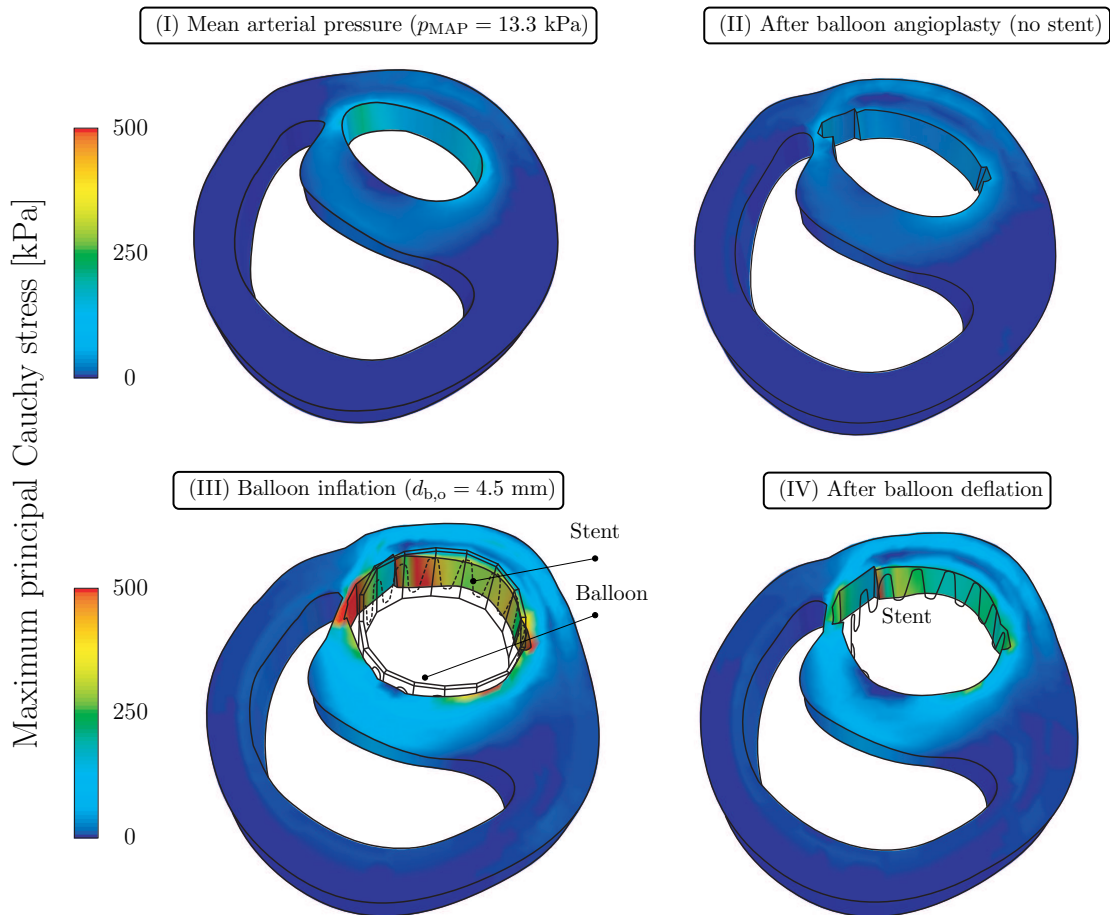 (I) Mean arterial pressure (p_MAP = 13.3 kPa)
(II) After balloon angioplasty (no stent)
Maximum principal Cauchy stress [kPa]
500
250
0
(III) Balloon inflation (d_b,o = 4.5 mm)
(IV) After balloon deflation
Stent
Balloon
Stent
500
250
0